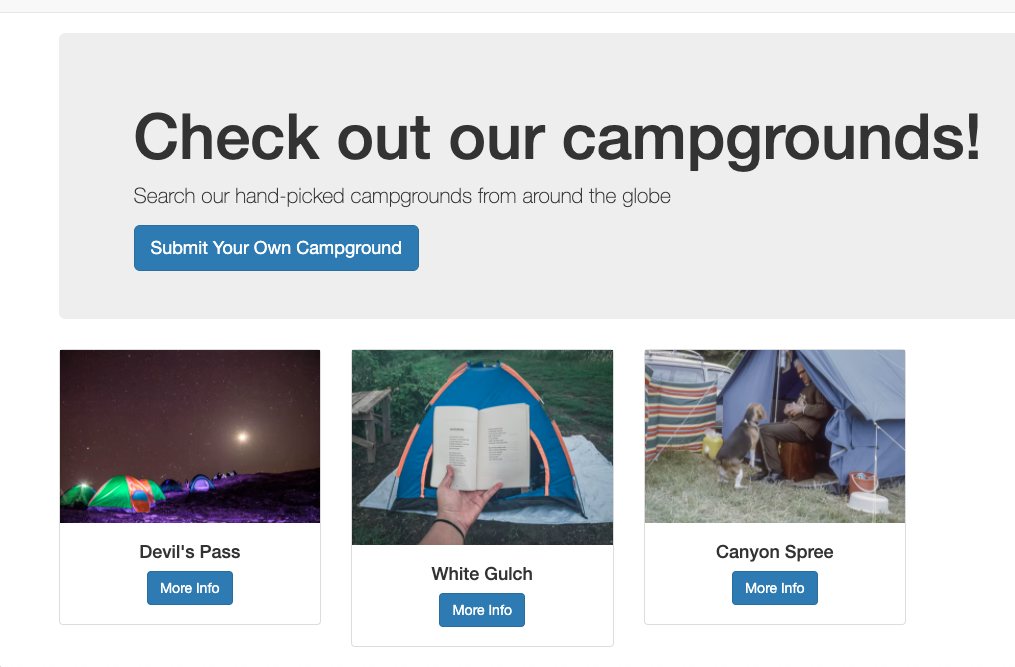 Check out our campgrounds!
Search our hand-picked campgrounds from around the globe
Submit Your Own Campground
Devil's Pass
More Info
White Gulch
More Info
Canyon Spree
More Info